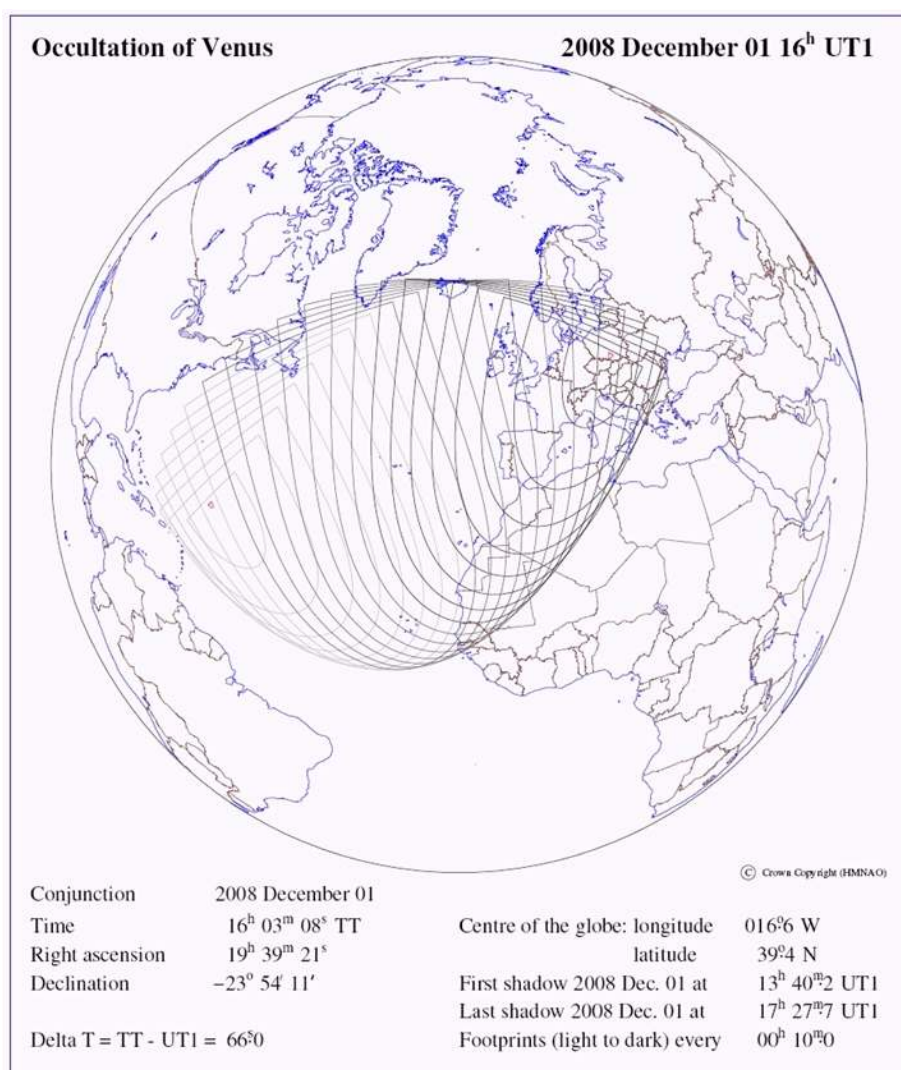 Occultation of Venus 2008 December 01 16ʰ UT1
© Crown Copyright (HMNAO)
Conjunction 2008 December 01
Time 16ʰ 03ᵐ 08ˢ TT
Right ascension 19ʰ 39ᵐ 21ˢ
Declination −23° 54′ 11″
Delta T = TT - UT1 = 66ˢ.0
Centre of the globe: longitude 016°.6 W
latitude 39°.4 N
First shadow 2008 Dec. 01 at 13ʰ 40ᵐ.2 UT1
Last shadow 2008 Dec. 01 at 17ʰ 27ᵐ.7 UT1
Footprints (light to dark) every 00ʰ 10ᵐ.0